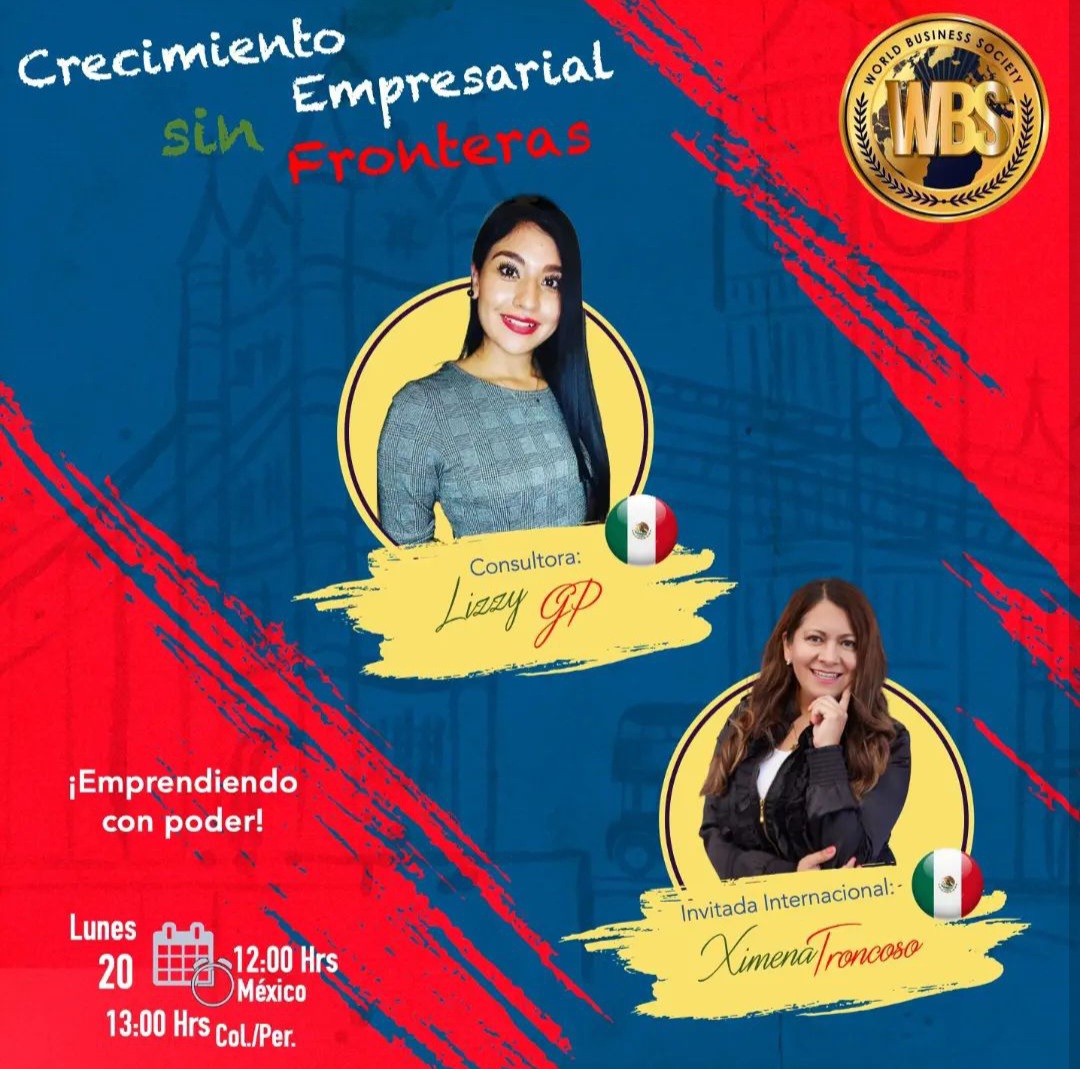 Crecimiento
Empresarial
sin Fronteras
WORLD BUSINESS SOCIETY
WBS
Consultora:
Lizzy GP
Invitada Internacional:
Ximena Troncoso
¡Emprendiendo
con poder!
Lunes
20
12:00 Hrs
México
13:00 Hrs Col./Per.